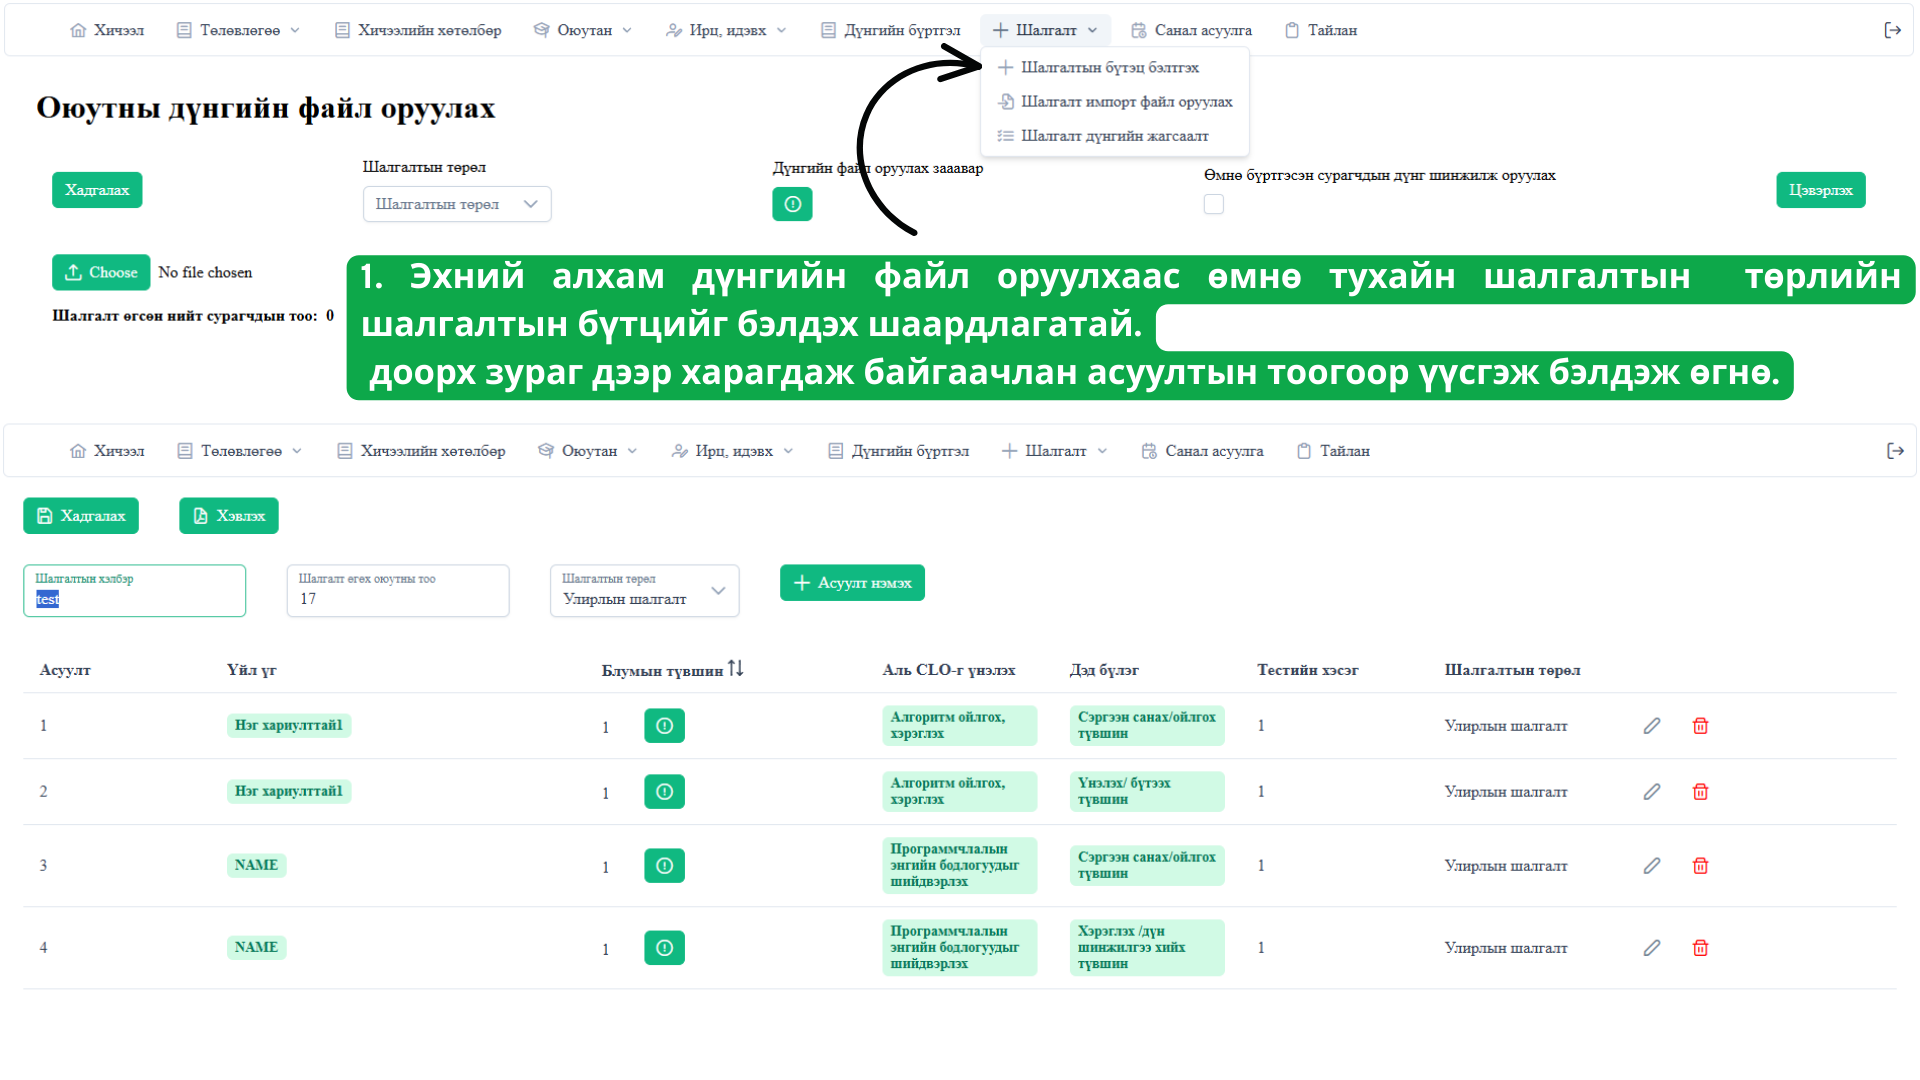 Хичээл Төлөвлөгөө Хичээлийн хөтөлбөр Оюутан Ирц, идэвх Дүнгийн бүртгэл Шалгалт Санал асуулга Тайлан
Шалгалтын бүтэц бэлтгэх
Шалгалт импорт файл оруулах
Шалгалт дүнгийн жагсаалт
Оюутны дүнгийн файл оруулах
Хадгалах
Шалгалтын төрөл
Шалгалтын төрөл
Дүнгийн файл оруулах зааавар
Өмнө бүртгэсэн сурагчдын дүнг шинжилж оруулах
Цэвэрлэх
Choose No file chosen
Шалгалт өгсөн нийт сурагчдын тоо: 0
1. Эхний алхам дүнгийн файл оруулхаас өмнө тухайн шалгалтын төрлийн
шалгалтын бүтцийг бэлдэх шаардлагатай.
доорх зураг дээр харагдаж байгаачлан асуултын тоогоор үүсгэж бэлдэж өгнө.
Хичээл Төлөвлөгөө Хичээлийн хөтөлбөр Оюутан Ирц, идэвх Дүнгийн бүртгэл Шалгалт Санал асуулга Тайлан
Хадгалах Хэвлэх
Шалгалтын хэлбэр
test
Шалгалт өгөх оюутны тоо
17
Шалгалтын төрөл
Улирлын шалгалт
Асуулт нэмэх
Асуулт Үйл үг Блумын түвшин Аль CLO-г үнэлэх Дэд бүлэг Тестийн хэсэг Шалгалтын төрөл
1 Нэг хариулттай1 1 Алгоритм ойлгох, Сэргээн санах/ойлгох 1 Улирлын шалгалт
хэрэглэх түвшин
2 Нэг хариулттай1 1 Алгоритм ойлгох, Үнэлэх/ бүтээх 1 Улирлын шалгалт
хэрэглэх түвшин
3 NAME 1 Программчлалын Сэргээн санах/ойлгох 1 Улирлын шалгалт
энгийн бодлогуудыг түвшин
шийдвэрлэх
4 NAME 1 Программчлалын Хэрэглэх /дүн 1 Улирлын шалгалт
энгийн бодлогуудыг шинжилгээ хийх
шийдвэрлэх түвшин